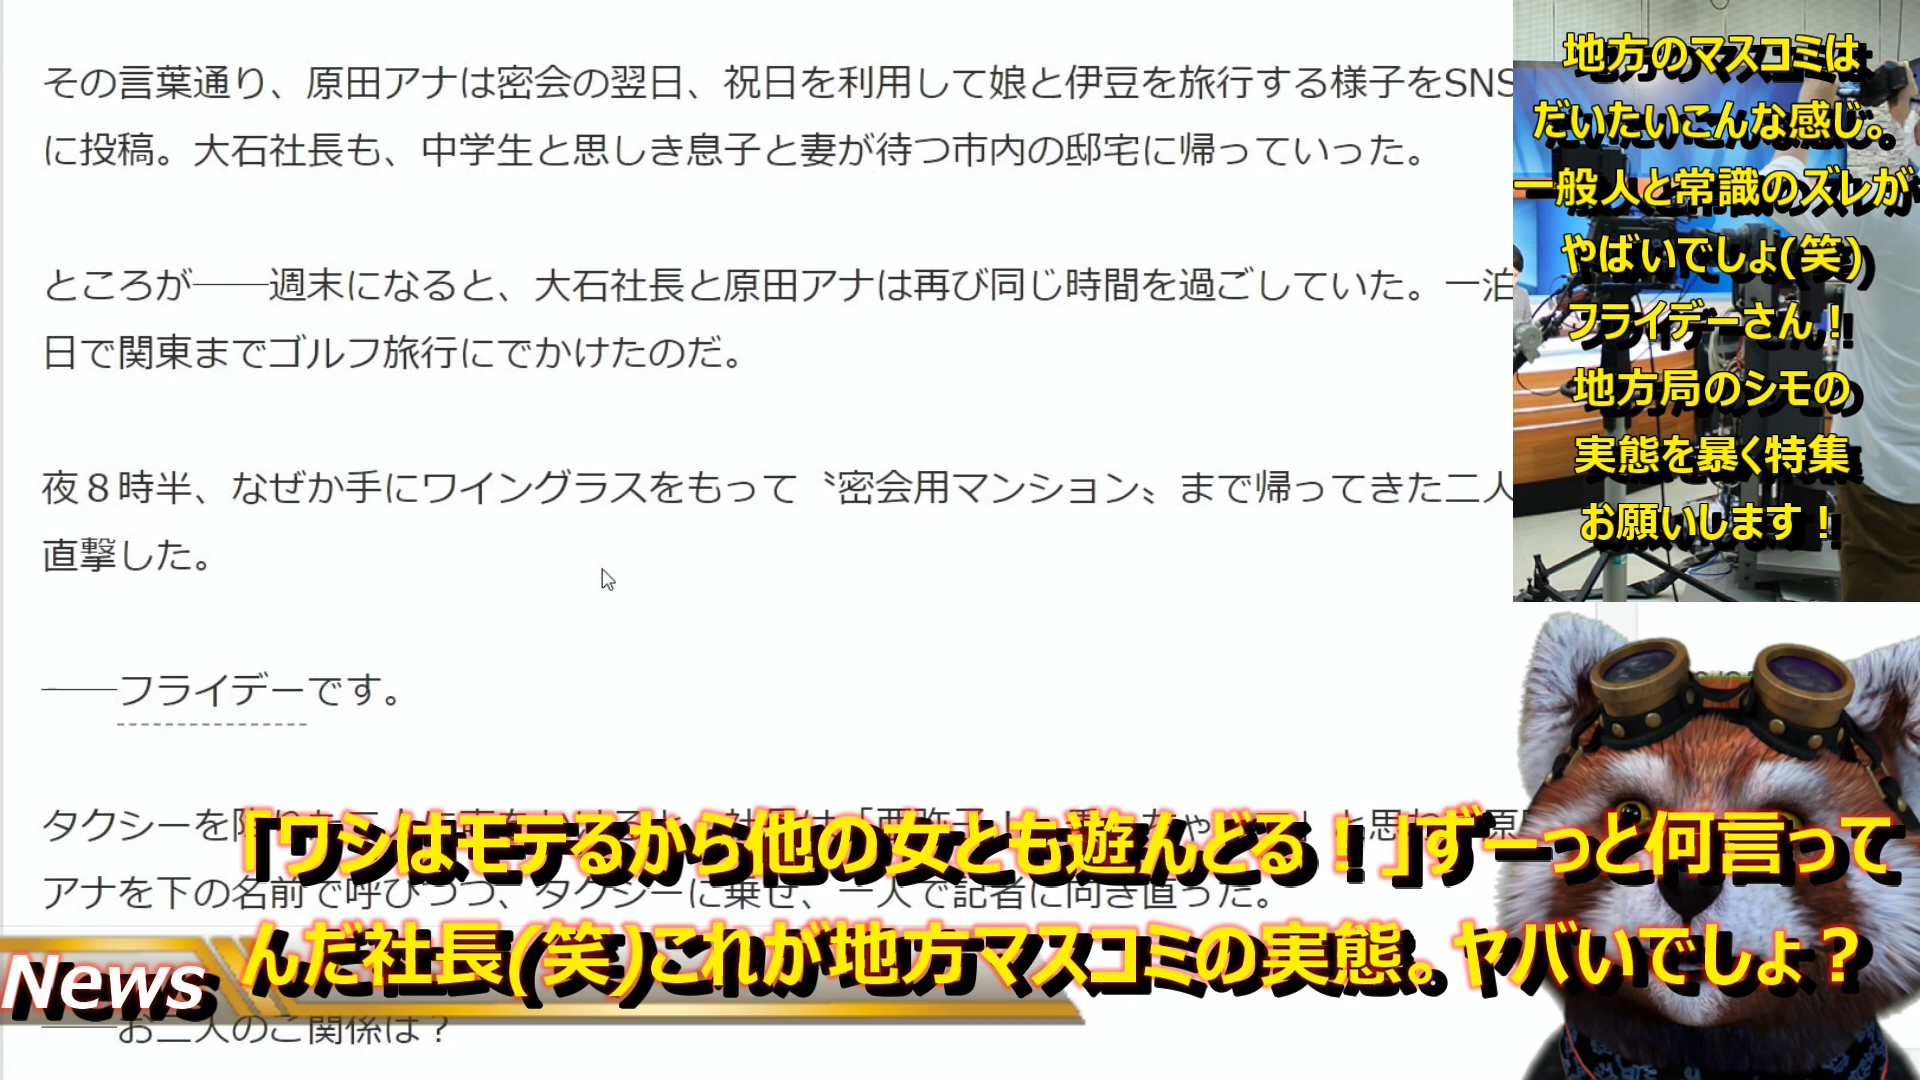 その言葉通り、原田アナは密会の翌日、祝日を利用して娘と伊豆を旅行する様子をSNS
に投稿。大石社長も、中学生と思しき息子と妻が待つ市内の邸宅に帰っていった。
ところが――週末になると、大石社長と原田アナは再び同じ時間を過ごしていた。一泊
日で関東までゴルフ旅行にでかけたのだ。
夜８時半、なぜか手にワイングラスをもって〝密会用マンション〟まで帰ってきた二人
直撃した。
――フライデーです。
タクシーを
アナを下の名前で呼びつつ、タクシーに乗せ、一人で記者に向き直った。
――お二人のご関係は？
地方のマスコミは
だいたいこんな感じ。
一般人と常識のズレが
やばいでしょ(笑)
フライデーさん！
地方局のシモの
実態を暴く特集
お願いします！
「ワシはモテるから他の女とも遊んどる！」ずーっと何言って
んだ社長(笑)これが地方マスコミの実態。ヤバいでしょ？
News